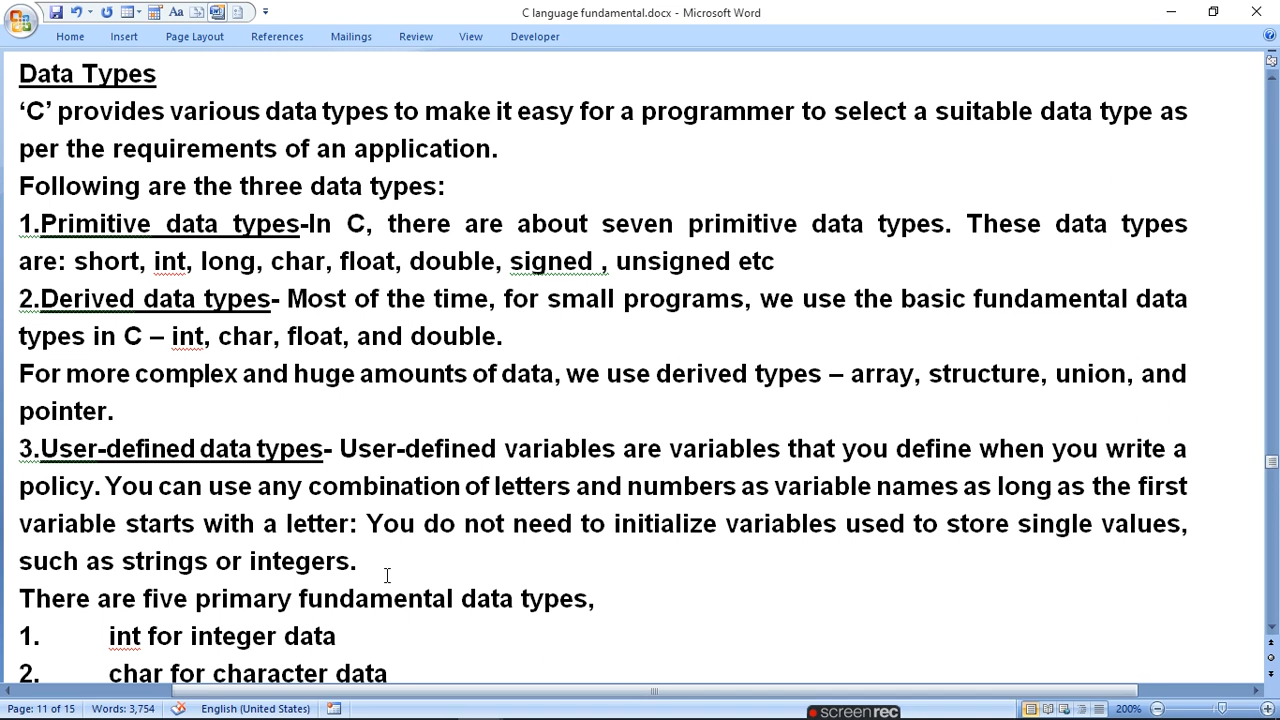 C language fundamental.docx - Microsoft Word
Home Insert Page Layout References Mailings Review View Developer
Data Types
‘C’ provides various data types to make it easy for a programmer to select a suitable data type as
per the requirements of an application.
Following are the three data types:
1.Primitive data types-In C, there are about seven primitive data types. These data types
are: short, int, long, char, float, double, signed , unsigned etc
2.Derived data types- Most of the time, for small programs, we use the basic fundamental data
types in C – int, char, float, and double.
For more complex and huge amounts of data, we use derived types – array, structure, union, and
pointer.
3.User-defined data types- User-defined variables are variables that you define when you write a
policy. You can use any combination of letters and numbers as variable names as long as the first
variable starts with a letter: You do not need to initialize variables used to store single values,
such as strings or integers.
There are five primary fundamental data types,
1. int for integer data
2. char for character data
Page: 11 of 15 Words: 3,754 English (United States) 200%
screenrec